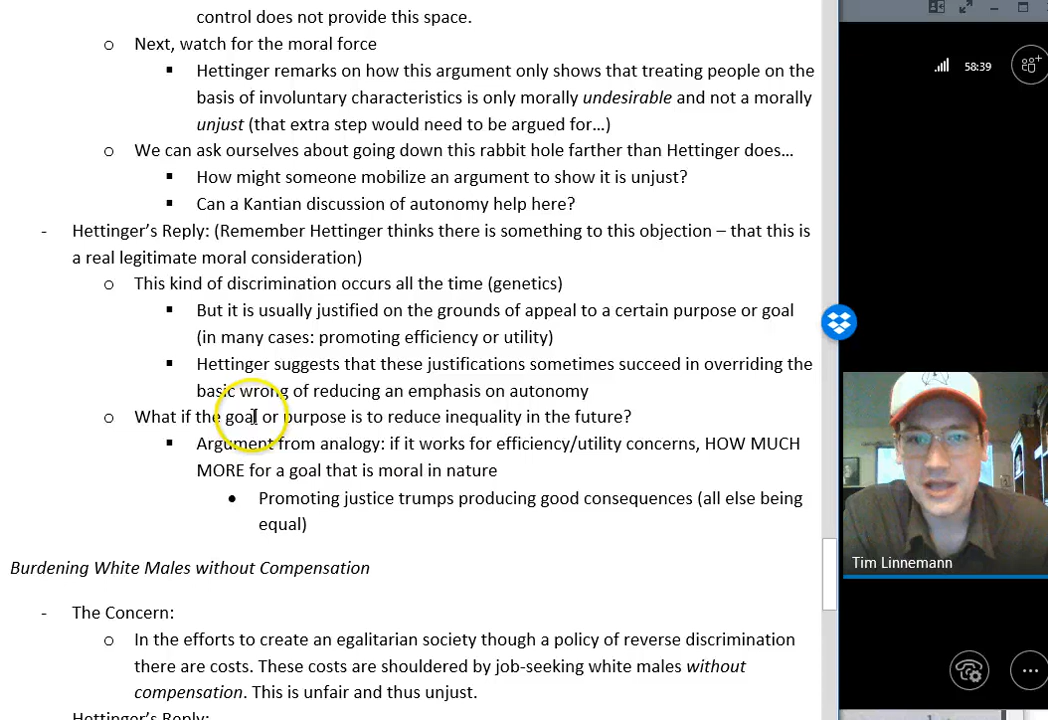 control does not provide this space.
o Next, watch for the moral force
▪ Hettinger remarks on how this argument only shows that treating people on the
basis of involuntary characteristics is only morally undesirable and not a morally
unjust (that extra step would need to be argued for…)
o We can ask ourselves about going down this rabbit hole farther than Hettinger does…
▪ How might someone mobilize an argument to show it is unjust?
▪ Can a Kantian discussion of autonomy help here?
- Hettinger’s Reply: (Remember Hettinger thinks there is something to this objection – that this is
a real legitimate moral consideration)
o This kind of discrimination occurs all the time (genetics)
▪ But it is usually justified on the grounds of appeal to a certain purpose or goal
(in many cases: promoting efficiency or utility)
▪ Hettinger suggests that these justifications sometimes succeed in overriding the
basic wrong of reducing an emphasis on autonomy
o What if the goal or purpose is to reduce inequality in the future?
▪ Argument from analogy: if it works for efficiency/utility concerns, HOW MUCH
MORE for a goal that is moral in nature
• Promoting justice trumps producing good consequences (all else being
equal)
Burdening White Males without Compensation
- The Concern:
o In the efforts to create an egalitarian society though a policy of reverse discrimination
there are costs. These costs are shouldered by job-seeking white males without
compensation. This is unfair and thus unjust.
Hettinger’s Reply:
58:39
Tim Linnemann